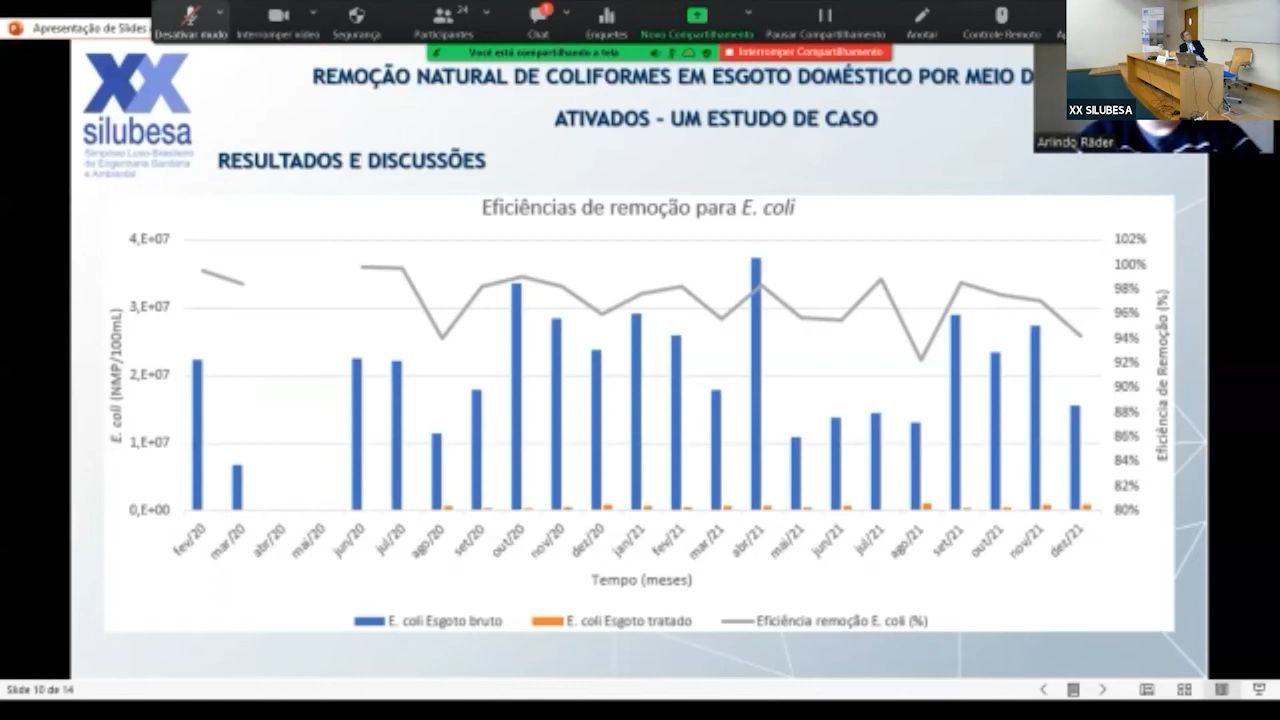 Apresentação de Slides
Desativar mudo
Interromper vídeo
Segurança
24
Participantes
1
Chat
Enquetes
Novo Compartilhamento
Pausar Compartilhamento
Anotar
Controle Remoto
Você está compartilhando a tela
Interromper Compartilhamento
XX SILUBESA
Arlindo Räder
XX
silubesa
Simpósio Luso-Brasileiro
de Engenharia Sanitária
e Ambiental
REMOÇÃO NATURAL DE COLIFORMES EM ESGOTO DOMÉSTICO POR MEIO D
ATIVADOS - UM ESTUDO DE CASO
RESULTADOS E DISCUSSÕES
Eficiências de remoção para E. coli
E. coli (NMP/100mL)
4,E+07
3,E+07
2,E+07
1,E+07
0,E+00
102%
100%
98%
96%
94%
92%
90%
88%
86%
84%
82%
80%
Eficiência de Remoção (%)
fev/20
mar/20
abr/20
mai/20
jun/20
jul/20
ago/20
set/20
out/20
nov/20
dez/20
jan/21
fev/21
mar/21
abr/21
mai/21
jun/21
jul/21
ago/21
set/21
out/21
nov/21
dez/21
Tempo (meses)
E. coli Esgoto bruto
E. coli Esgoto tratado
Eficiência remoção E. coli (%)
Slide 10 de 14